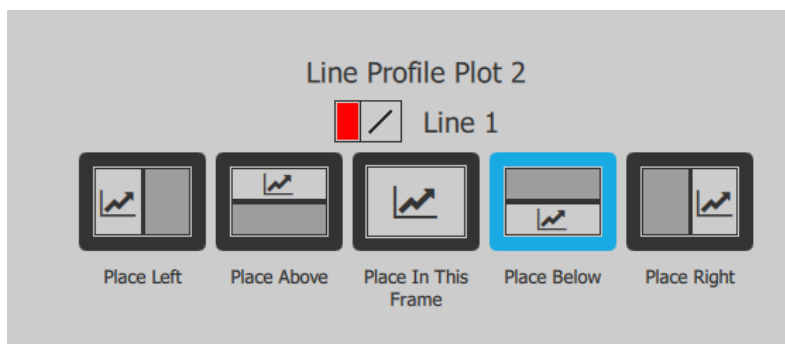 Line Profile Plot 2
Line 1
Place Left
Place Above
Place In This
Frame
Place Below
Place Right